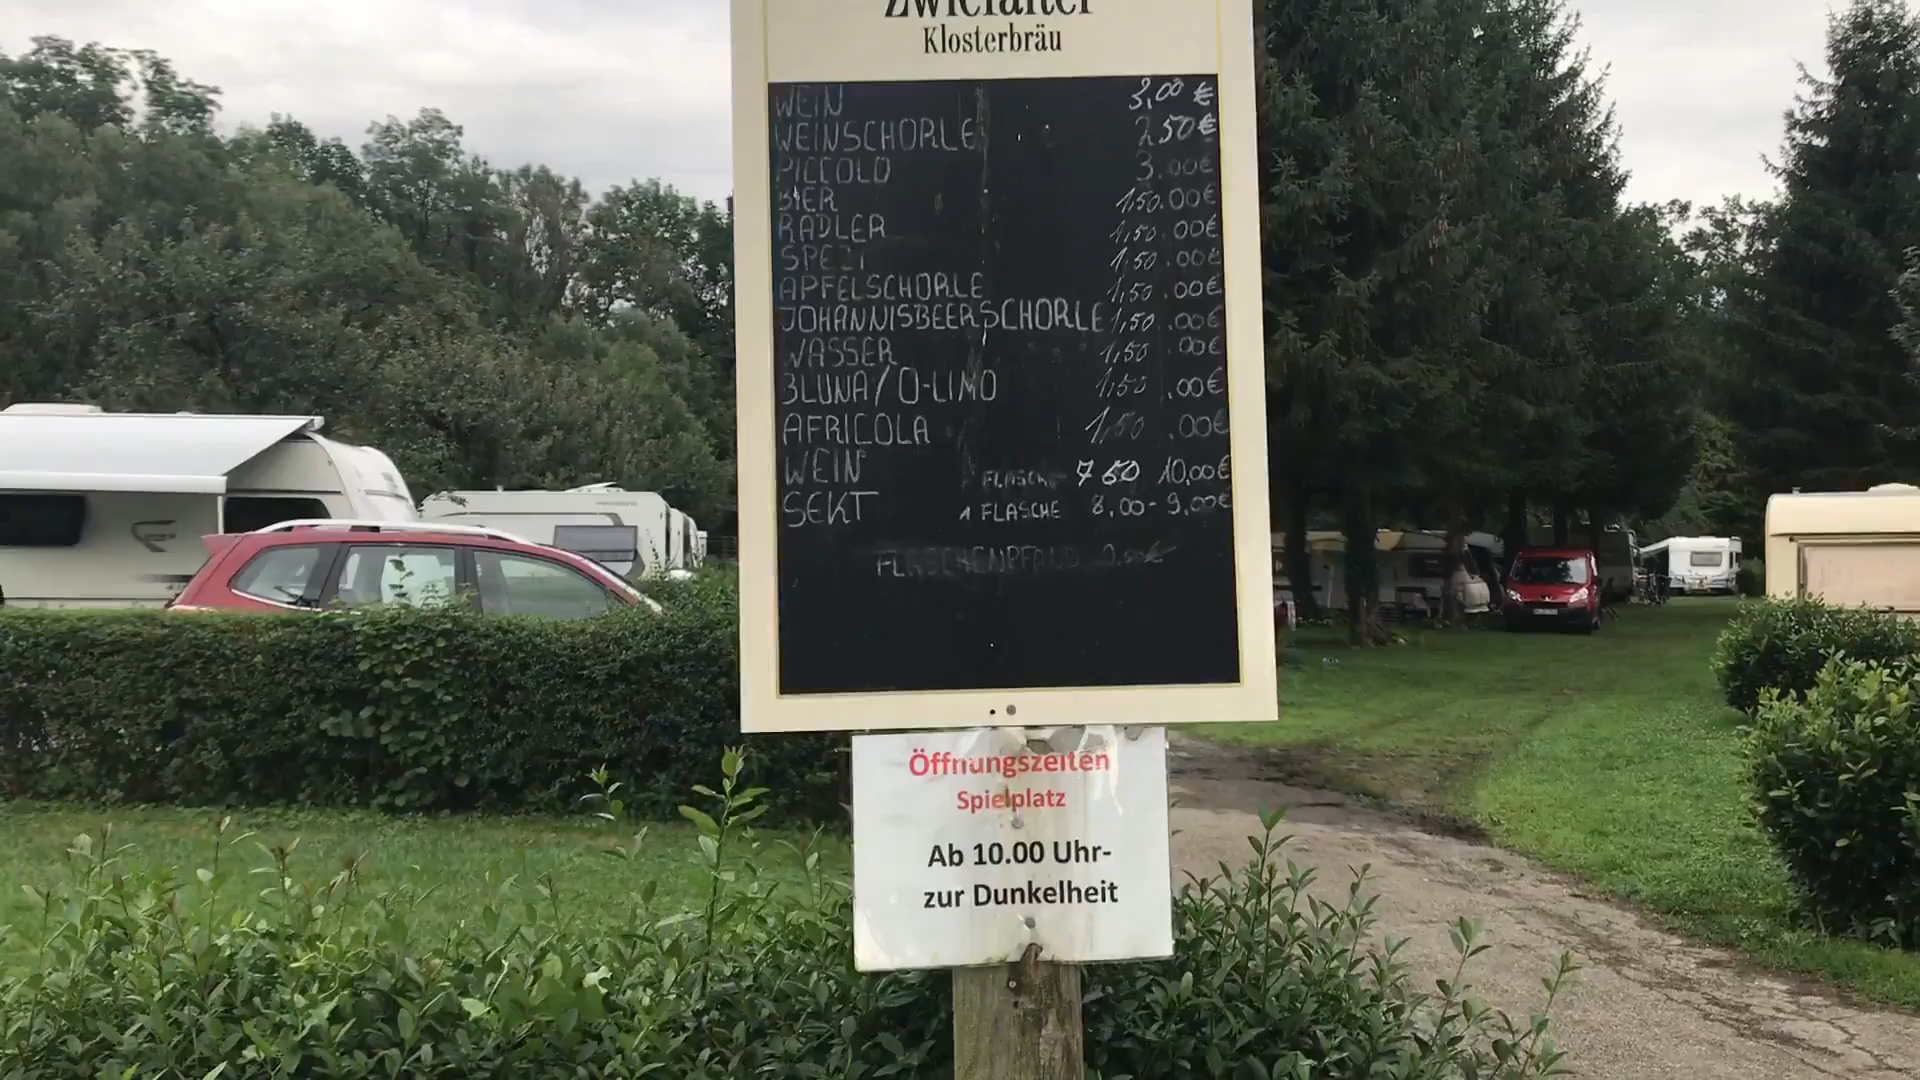 Zwiefalter
Klosterbräu
WEIN 3,00 €
WEINSCHORLE 2,50€
PICCOLO 3.00€
BIER 1,50.00€
RADLER 1,50.00€
SPEZI 1,50.00€
APFELSCHORLE 1,50.00€
JOHANNISBEERSCHORLE 1,50.00€
WASSER 1,50.00€
BLUNA/O-LIMO 1,50.00€
AFRICOLA 1,50.00€
WEIN 1 FLASCHE 7 50 10,00€
SEKT 1 FLASCHE 8.00-9,00€
FLASCHENPFAND
Öffnungszeiten
Spielplatz
Ab 10.00 Uhr-
zur Dunkelheit